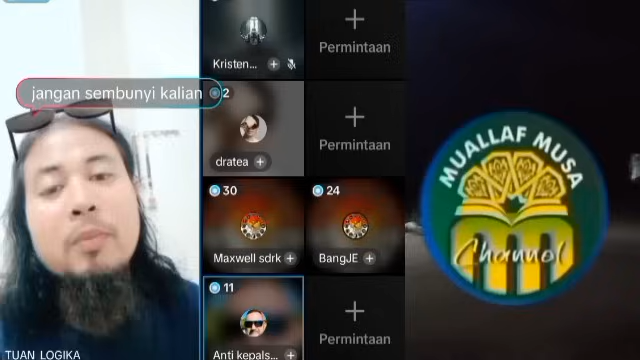 jangan sembunyi kalian
TUAN LOGIKA
Kristen...
Permintaan
2
dratea
Permintaan
30
Maxwell sdrk
24
BangJE
11
Anti kepals...
Permintaan
MUALLAF MUSA
Channel